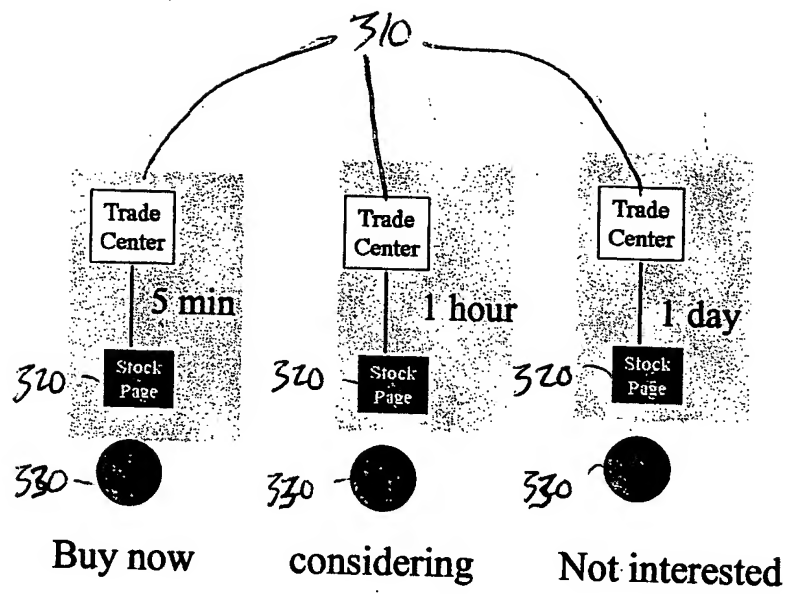 310
Trade
Center
Trade
Center
Trade
Center
5 min
1 hour
1 day
320
Stock
Page
320
Stock
Page
320
Stock
Page
330
330
330
Buy now
considering
Not interested